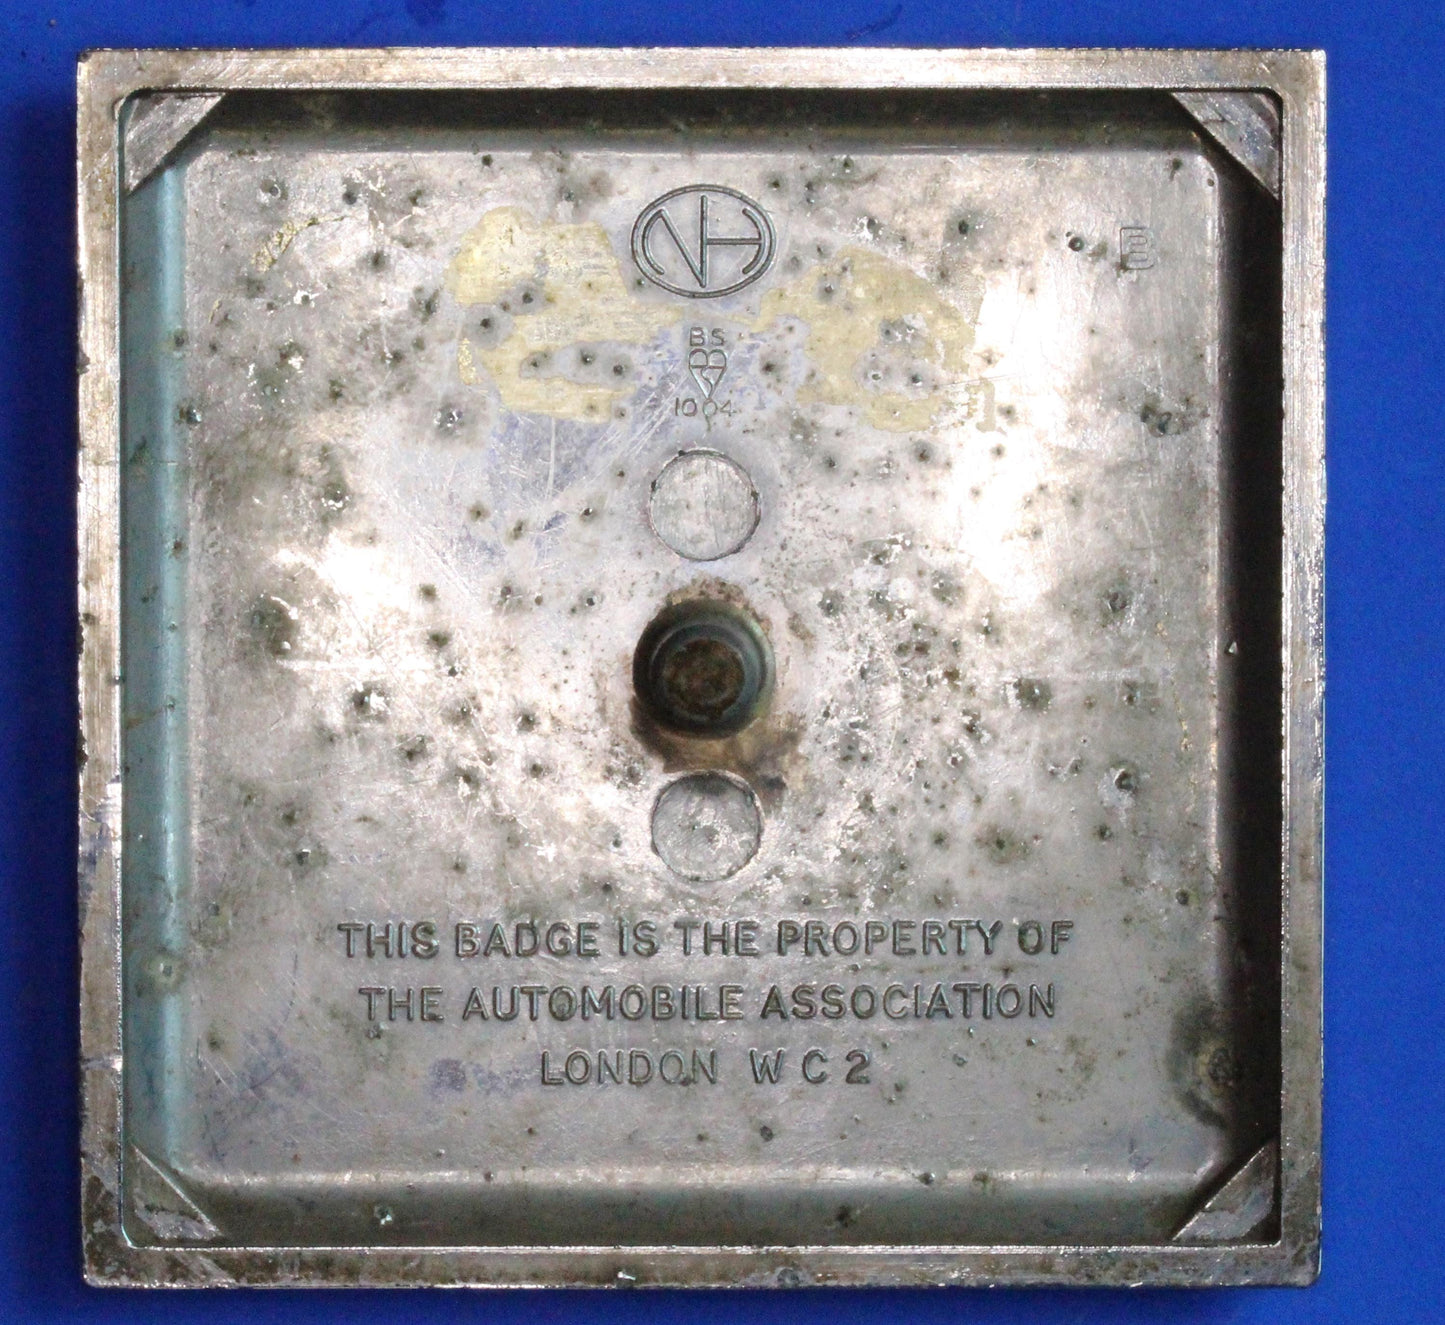 NH
B
BS
1004
THIS BADGE IS THE PROPERTY OF
THE AUTOMOBILE ASSOCIATION
LONDON W C 2